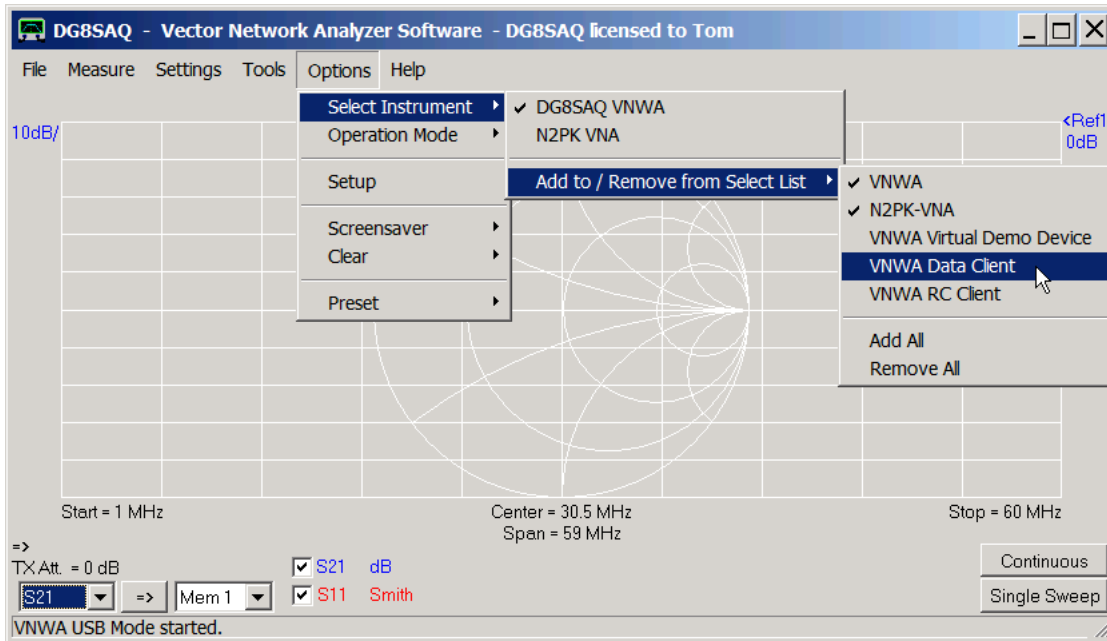 DG8SAQ - Vector Network Analyzer Software - DG8SAQ licensed to Tom
File Measure Settings Tools Options Help
Select Instrument
Operation Mode
Setup
Screensaver
Clear
Preset
DG8SAQ VNWA
N2PK VNA
Add to / Remove from Select List
VNWA
N2PK-VNA
VNWA Virtual Demo Device
VNWA Data Client
VNWA RC Client
Add All
Remove All
10dB/
<Ref1
0dB
Start = 1 MHz
Center = 30.5 MHz
Stop = 60 MHz
Span = 59 MHz
=>
TX Att. = 0 dB
S21 dB
Continuous
S21
=>
Mem 1
S11 Smith
Single Sweep
VNWA USB Mode started.